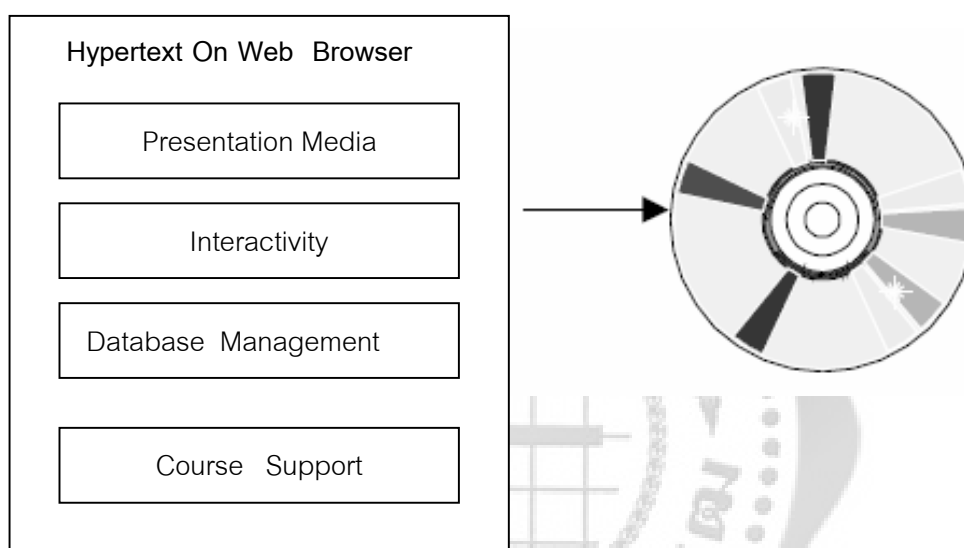 Hypertext On Web Browser
Presentation Media
Interactivity
Database Management
Course Support